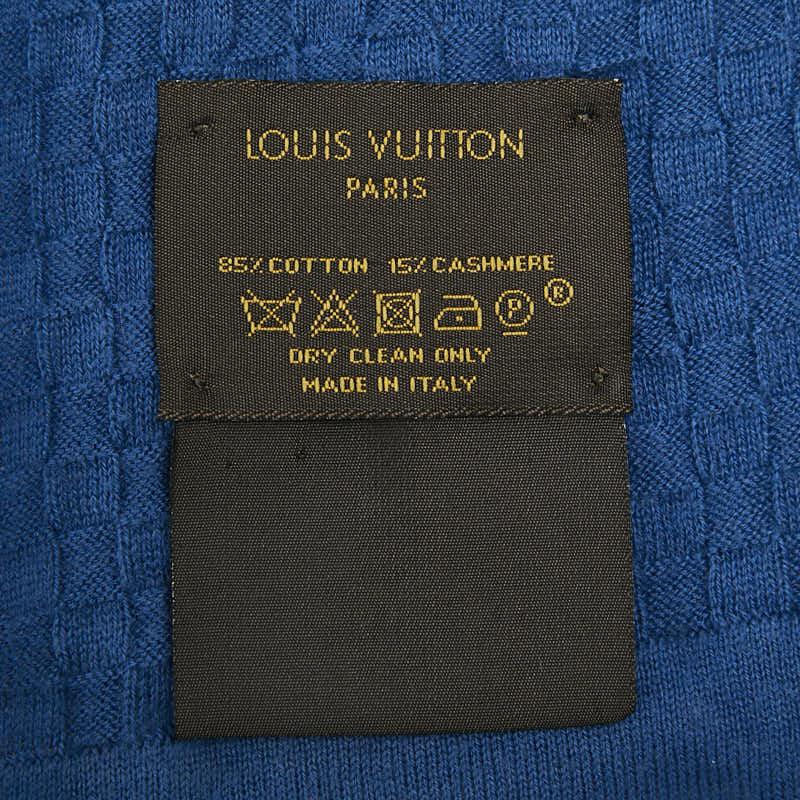 LOUIS VUITTON
PARIS
85% COTTON 15% CASHMERE
P ®
DRY CLEAN ONLY
MADE IN ITALY